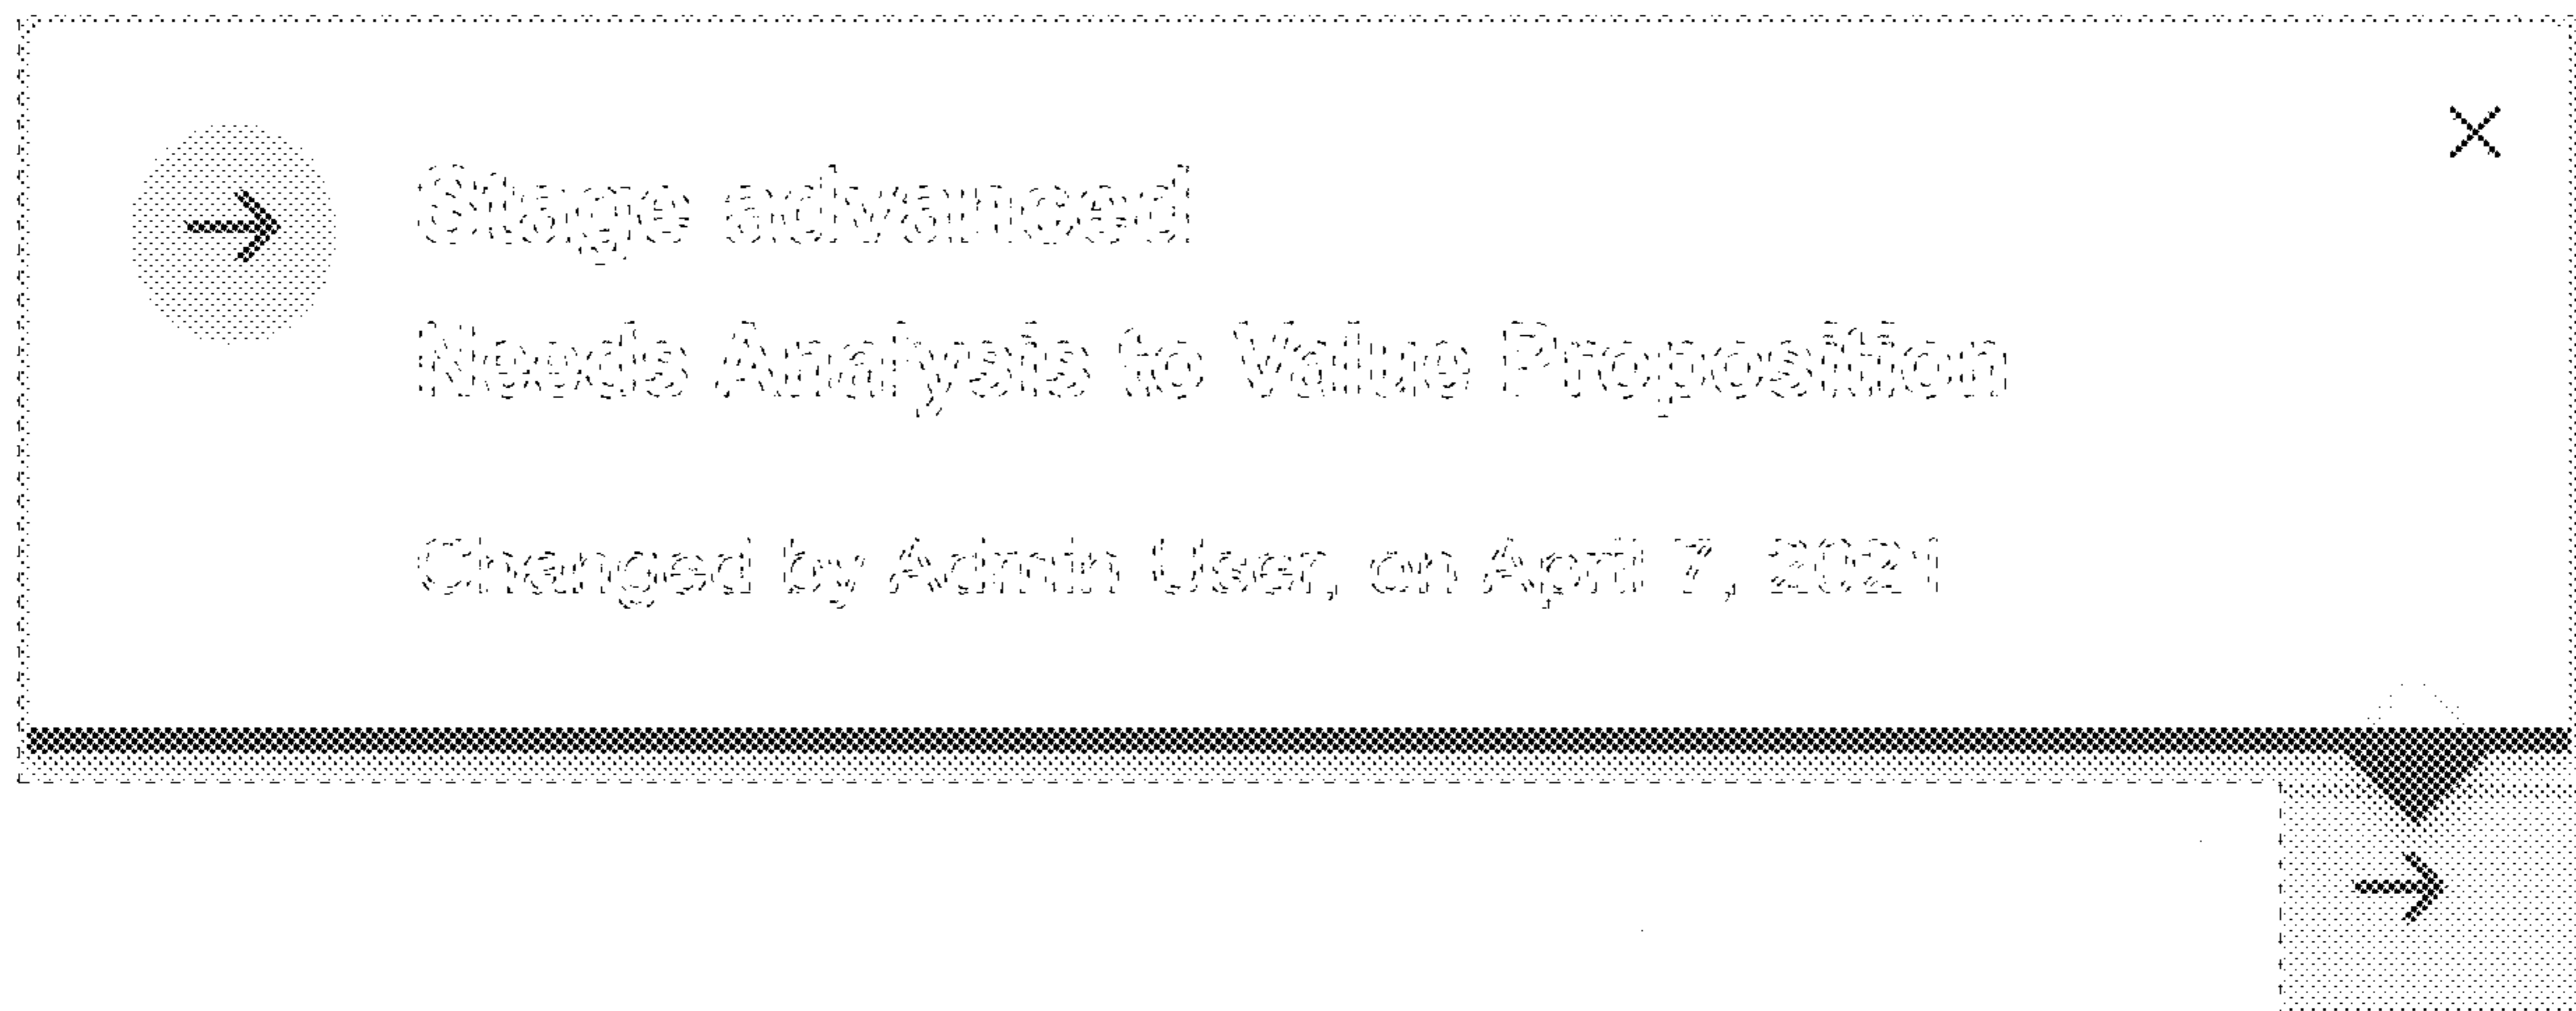 Stage advanced
Needs Analysis to Value Proposition
Changed by Admin User, on April 7, 2021